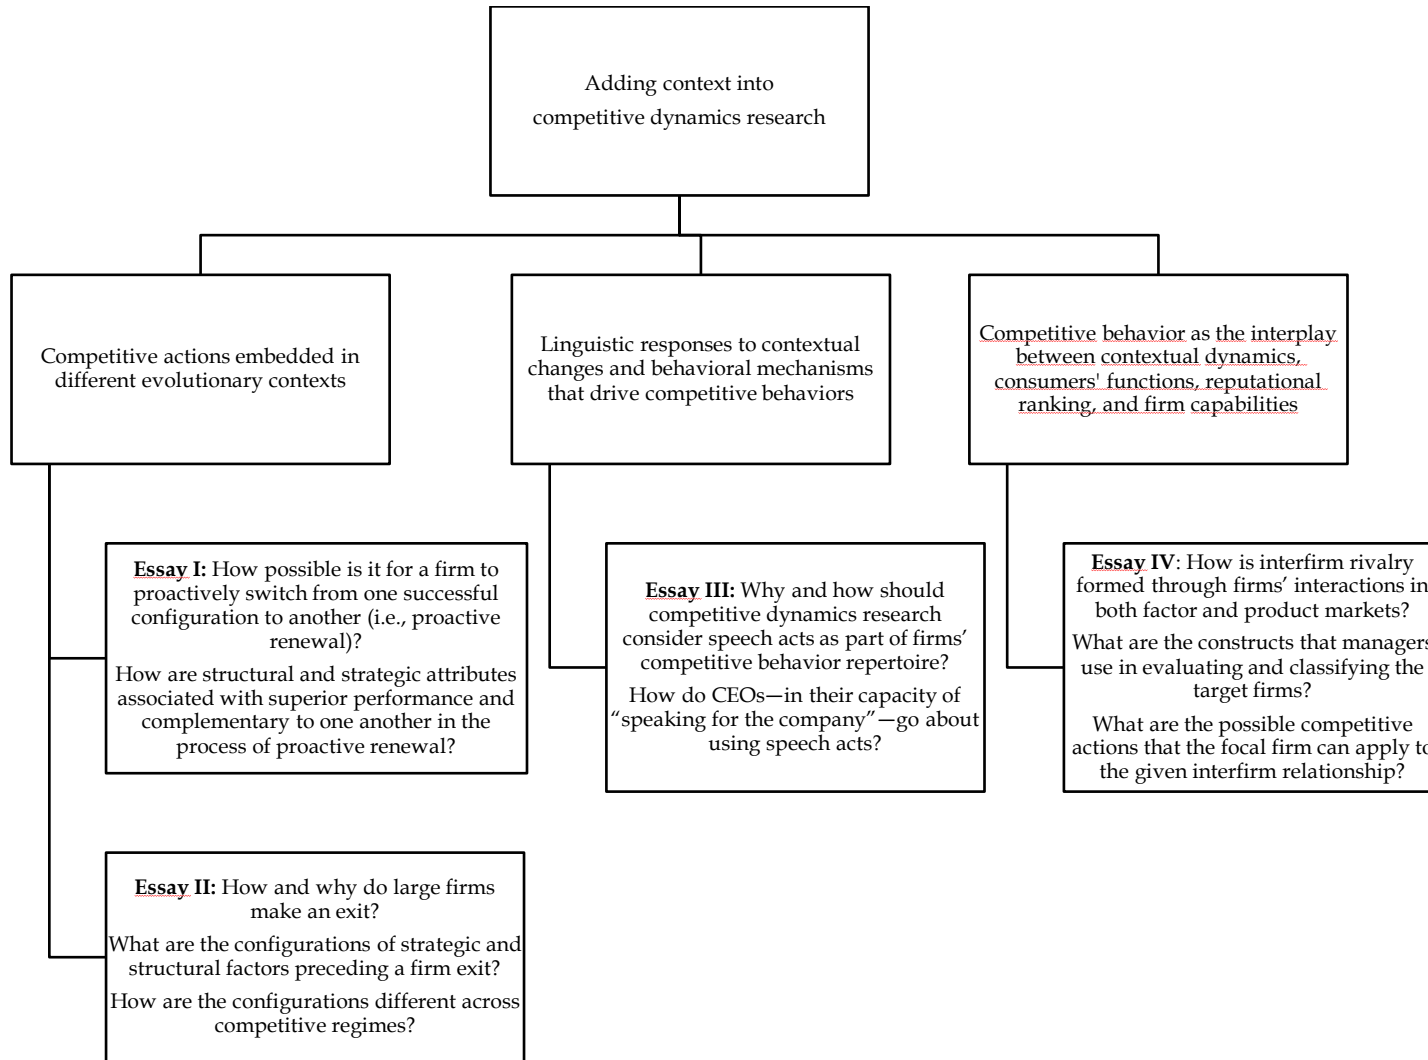 Adding context into
competitive dynamics research
Competitive actions embedded in
different evolutionary contexts
Linguistic responses to contextual
changes and behavioral mechanisms
that drive competitive behaviors
Competitive behavior as the interplay
between contextual dynamics,
consumers' functions, reputational
ranking, and firm capabilities
Essay I: How possible is it for a firm to
proactively switch from one successful
configuration to another (i.e., proactive
renewal)?
How are structural and strategic attributes
associated with superior performance and
complementary to one another in the
process of proactive renewal?
Essay II: How and why do large firms
make an exit?
What are the configurations of strategic and
structural factors preceding a firm exit?
How are the configurations different across
competitive regimes?
Essay III: Why and how should
competitive dynamics research
consider speech acts as part of firms’
competitive behavior repertoire?
How do CEOs—in their capacity of
“speaking for the company”—go about
using speech acts?
Essay IV: How is interfirm rivalry
formed through firms’ interactions in
both factor and product markets?
What are the constructs that managers
use in evaluating and classifying the
target firms?
What are the possible competitive
actions that the focal firm can apply to
the given interfirm relationship?